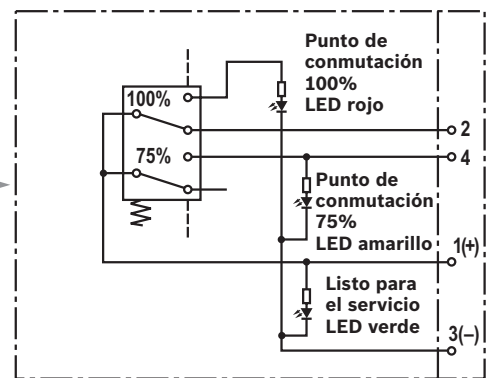 Punto de
conmutación
100%
LED rojo
100%
2
75%
4
Punto de
conmutación
75%
LED amarillo
1(+)
Listo para
el servicio
LED verde
3(–)